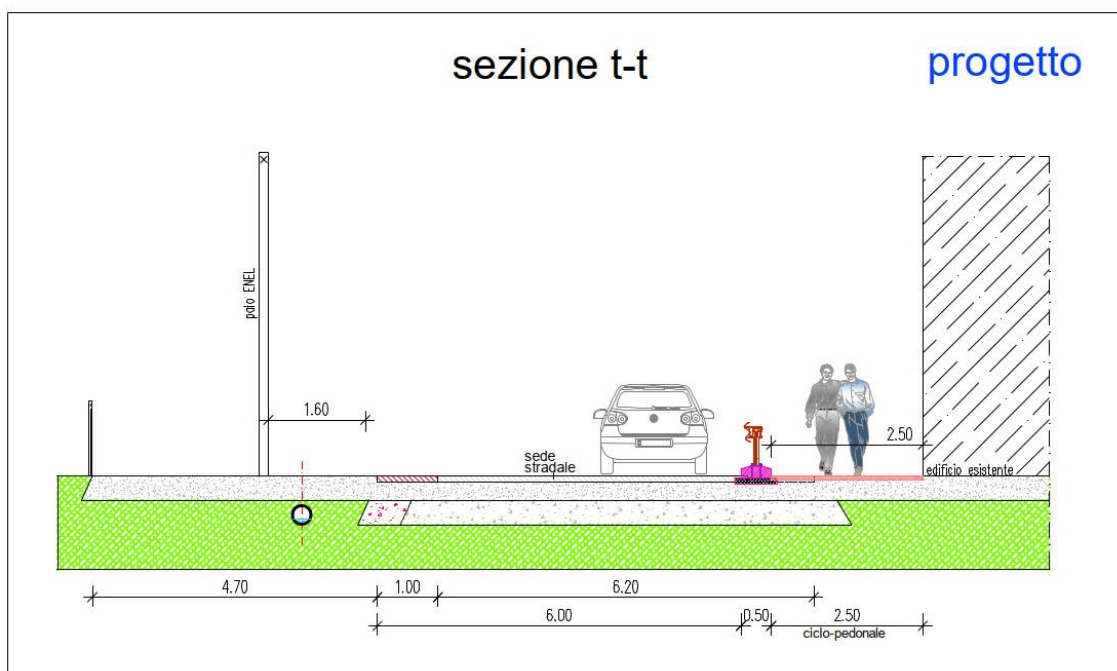 sezione t-t
progetto
palo ENEL
1.60
2.50
sede
stradale
edificio esistente
4.70
1.00
6.20
6.00
0.50
2.50
ciclo-pedonale